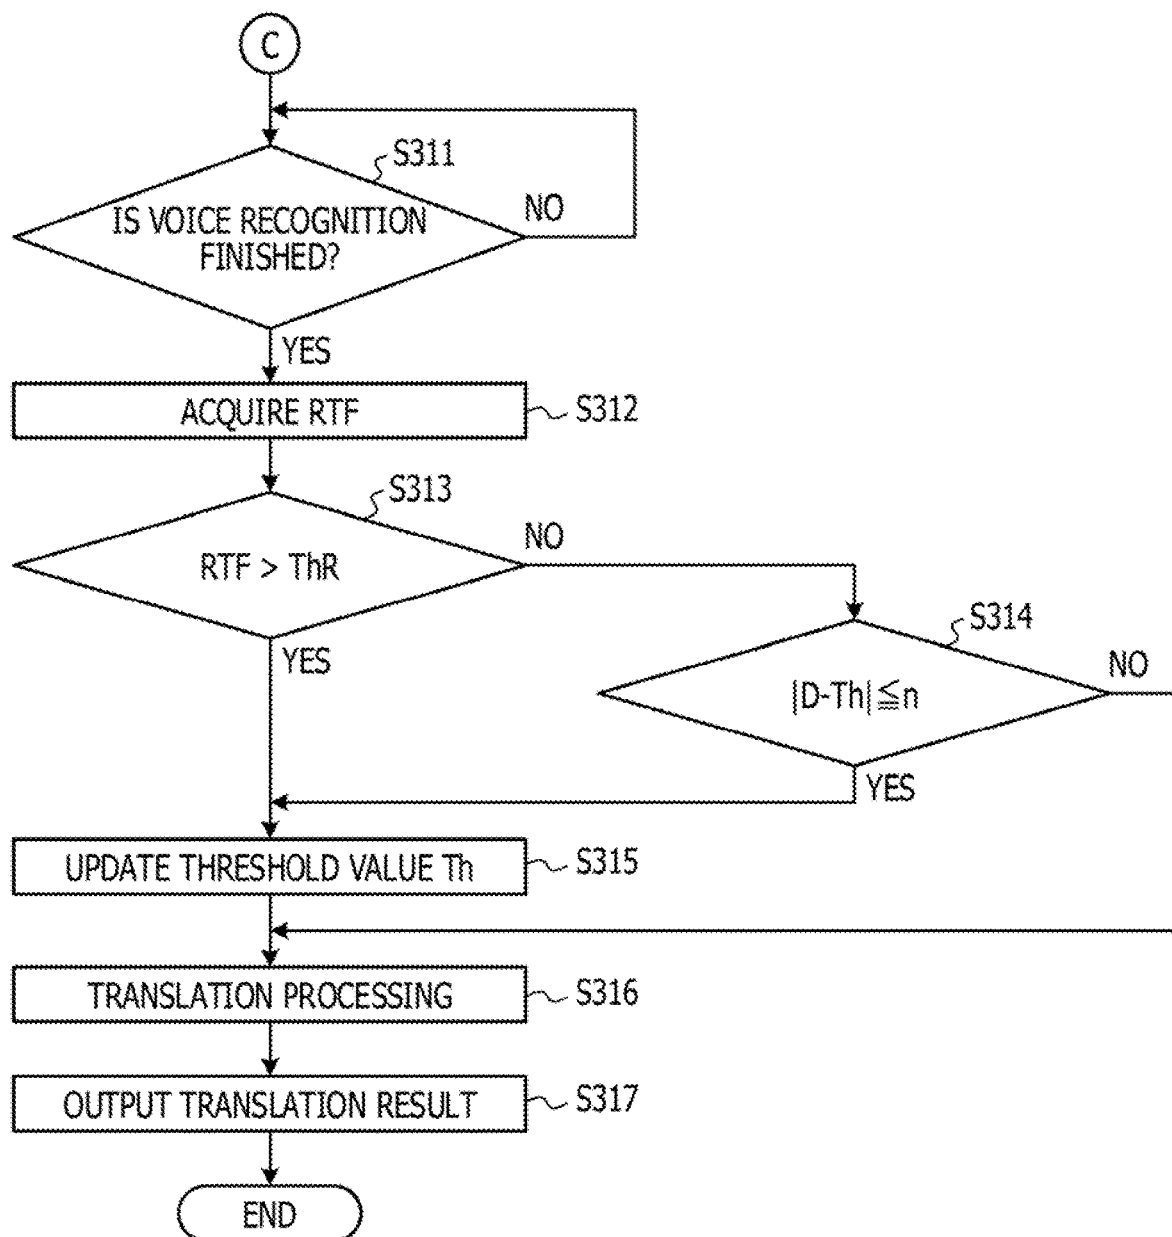 C
S311
IS VOICE RECOGNITION
FINISHED?
NO
YES
ACQUIRE RTF
S312
S313
RTF > ThR
NO
YES
S314
|D-Th|≦n
NO
YES
UPDATE THRESHOLD VALUE Th
S315
TRANSLATION PROCESSING
S316
OUTPUT TRANSLATION RESULT
S317
END